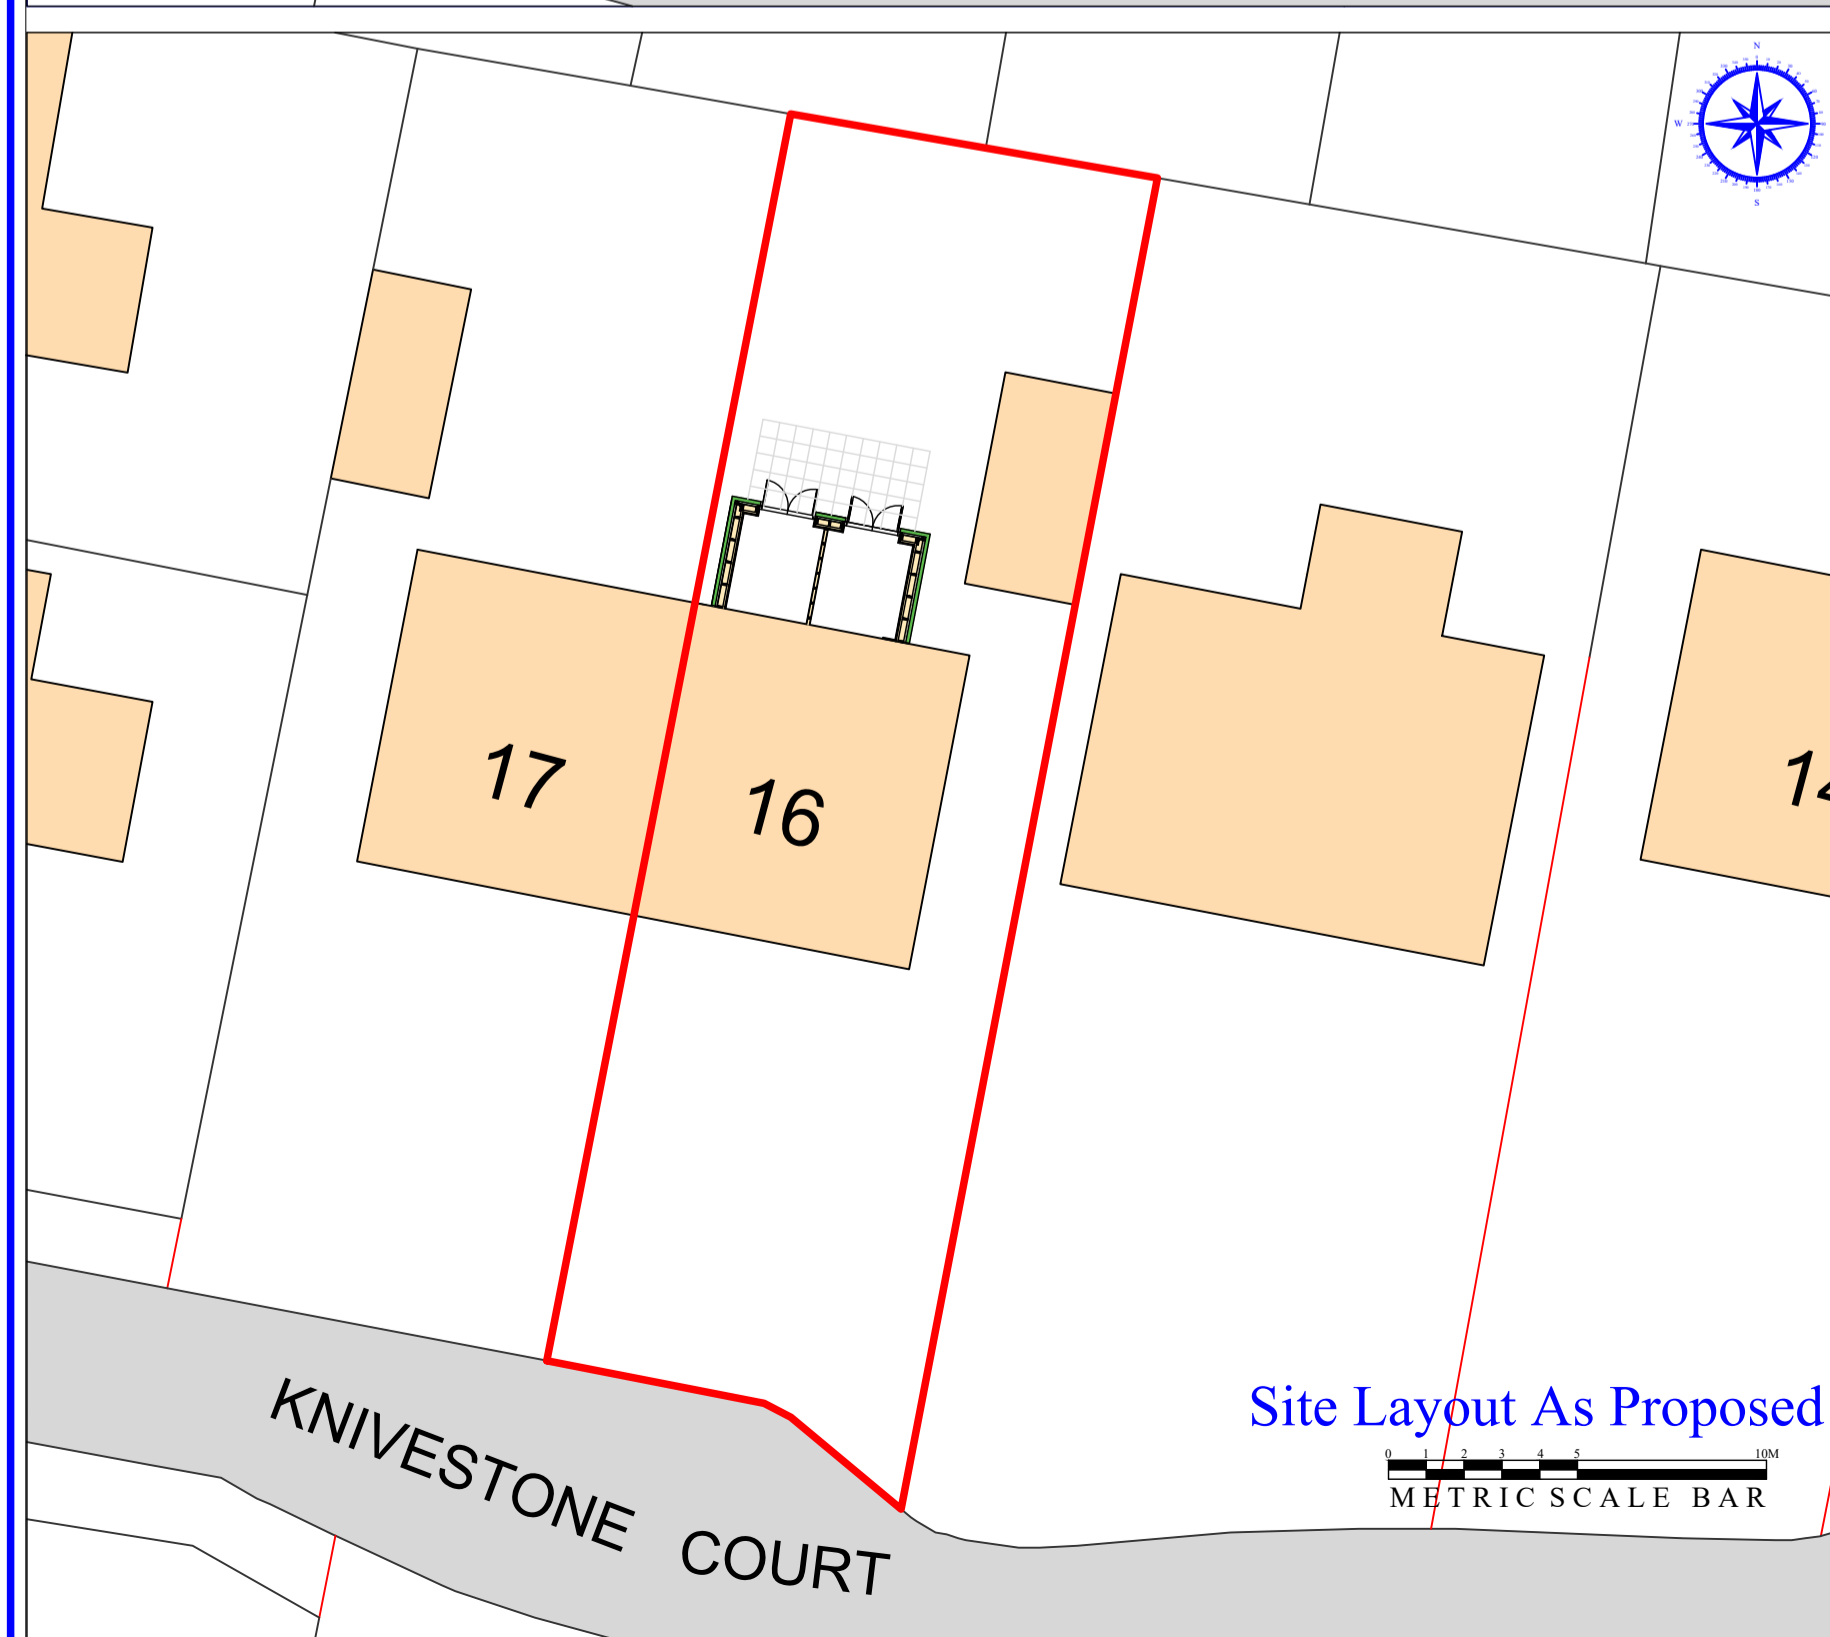 N
W
S
17
16
KNIVESTONE COURT
Site Layout As Proposed
0 1 2 3 4 5 10M
METRIC SCALE BAR